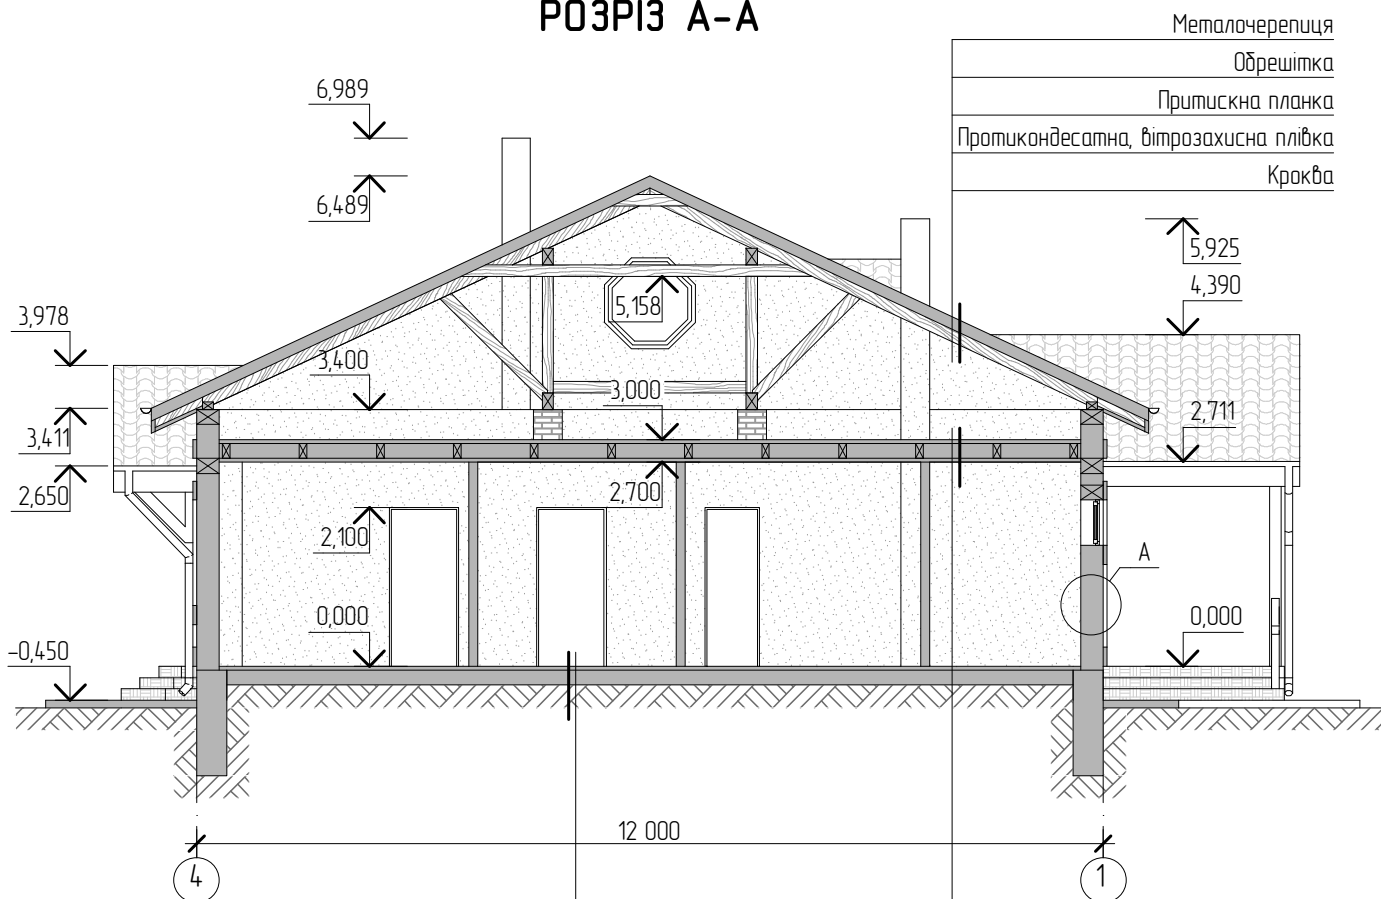 РОЗРІЗ А-А
Металочерепиця
Обрешітка
Притискна планка
Протикондесатна, вітрозахисна плівка
Кроква
6,989
6,489
5,925
4,390
3,978
5,158
3,400
3,000
3,411
2,711
2,650
2,700
2,100
А
0,000
0,000
-0,450
12 000
4
1